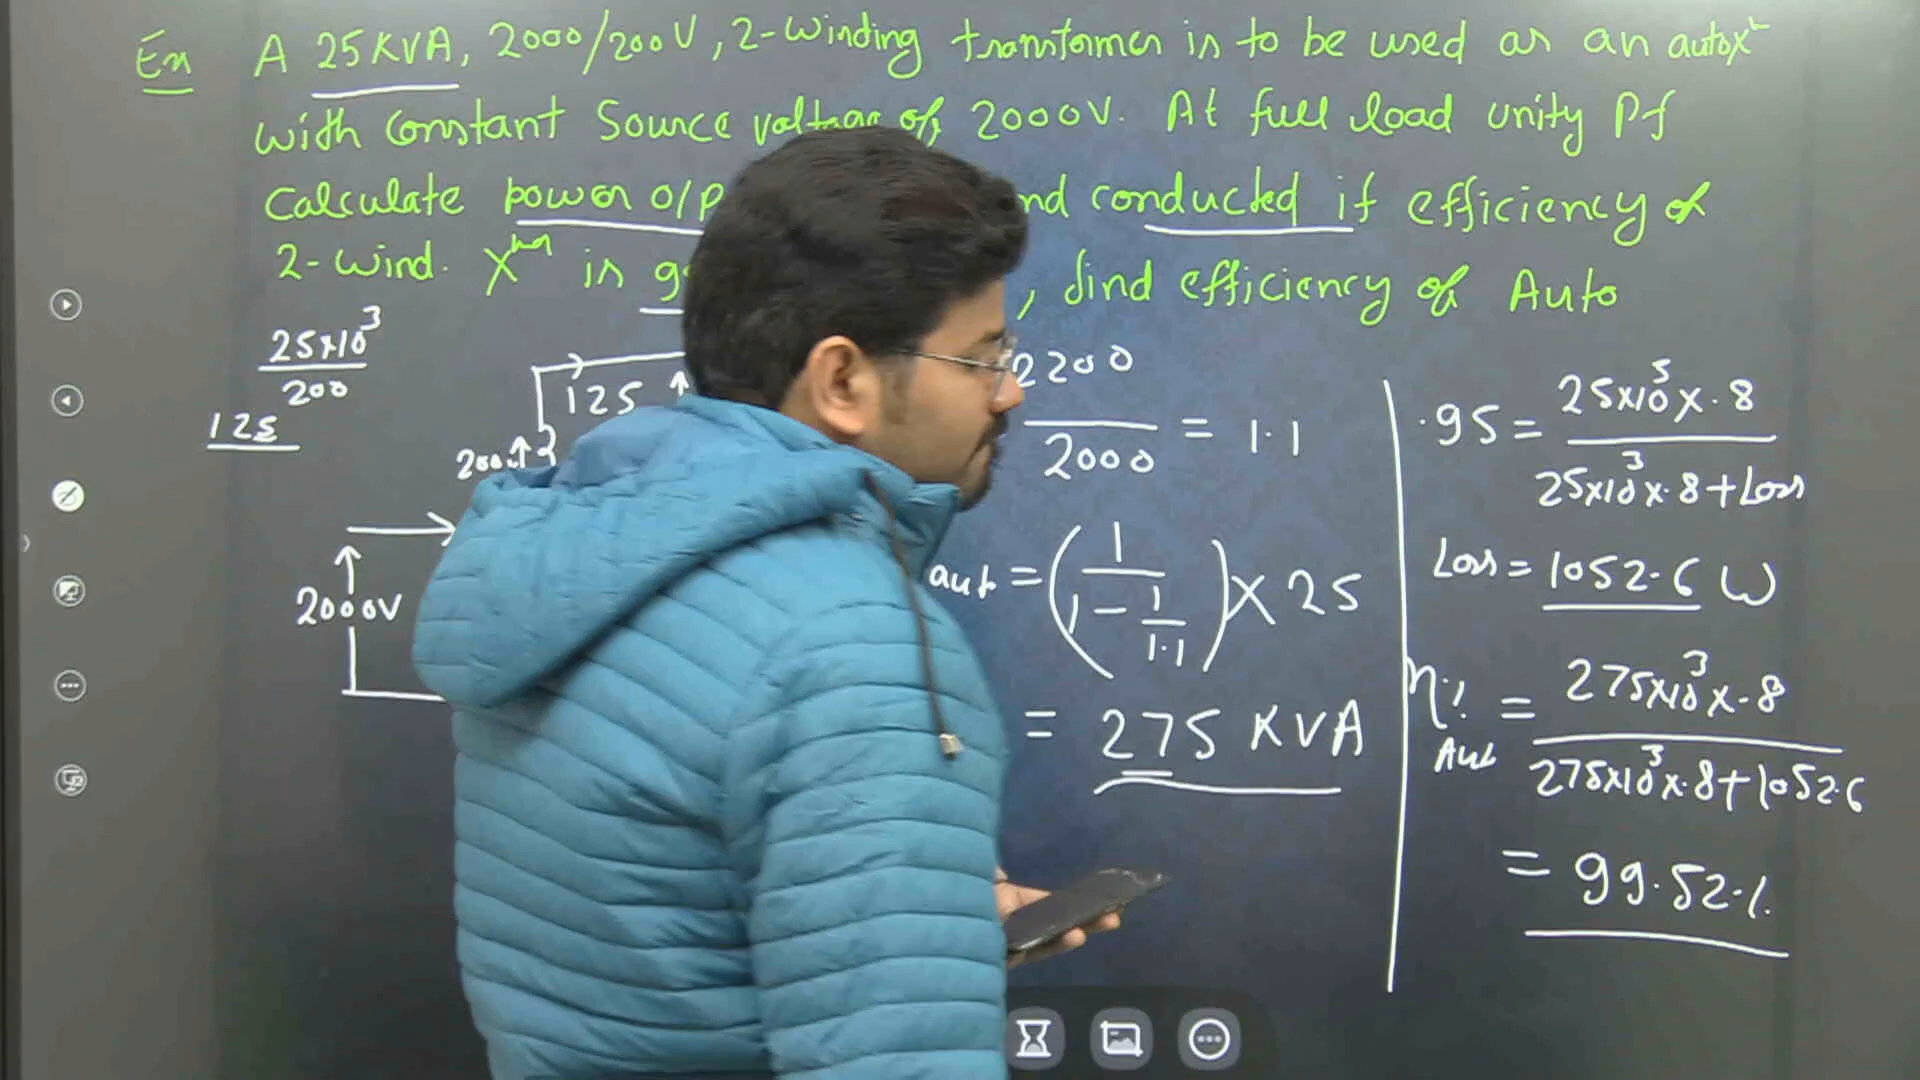 Ex A 25KVA, 2000/200V, 2-Winding transformer is to be used as an auto
with constant Source voltage of 2000V. At full load unity Pf
Calculate power o/p nd conducted if efficiency of
2-wind. Xmer is 9 , find efficiency of Auto
25×10³
200
125
125
200
2000V
2200
2000
= 1.1
aut = (1 / 1 - 1/1.1) × 25
= 275 KVA
.95 = 25×10³×.8
25×10³×.8+Loss
Loss = 1052.6 W
η% Aut = 275×10³×.8
275×10³×.8+1052.6
= 99.52%